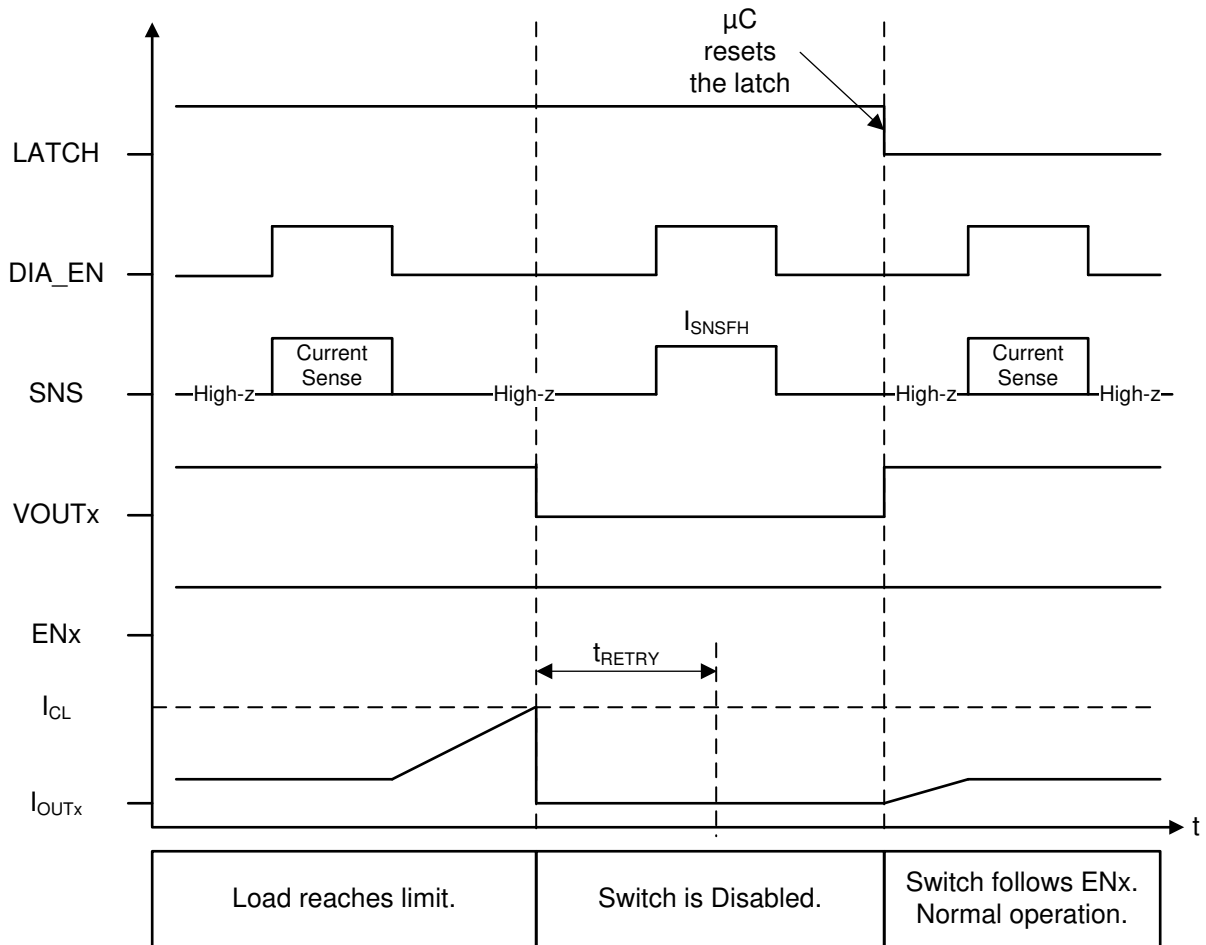 µC
resets
the latch
LATCH
DIA_EN
I_SNSFH
SNS
High-z
Current
Sense
High-z
High-z
Current
Sense
High-z
VOUTx
ENx
t_RETRY
I_CL
I_OUTx
t
Load reaches limit.
Switch is Disabled.
Switch follows ENx.
Normal operation.